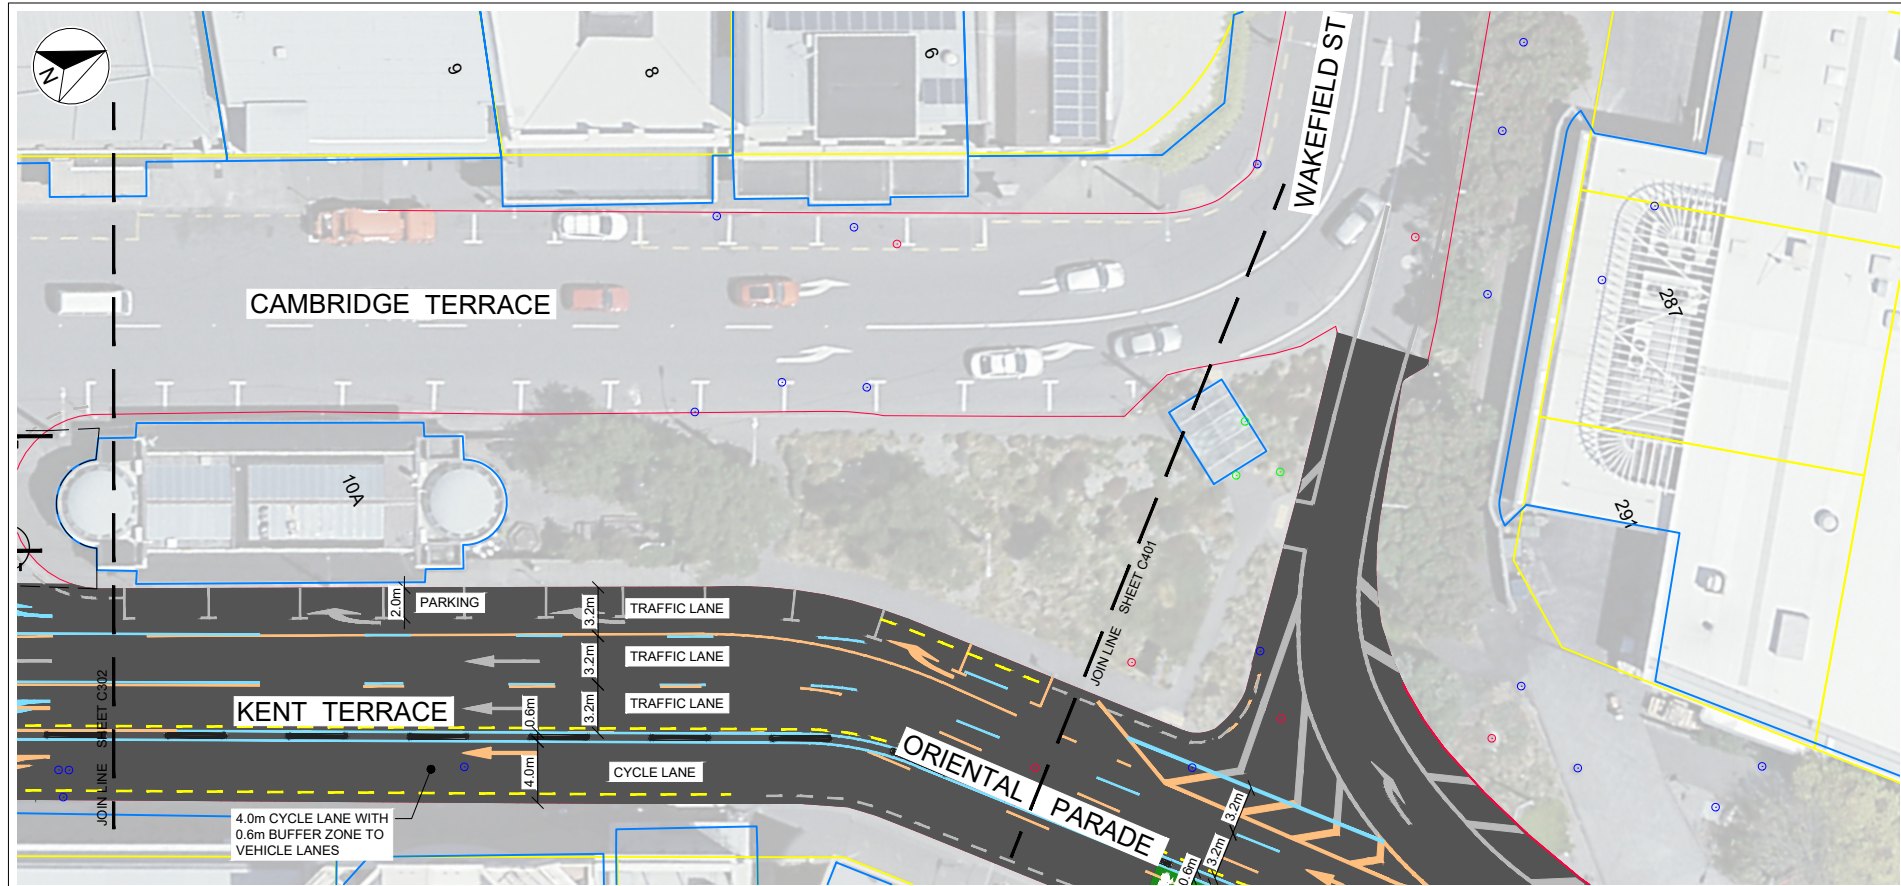 N
9
8
6
WAKEFIELD ST
CAMBRIDGE TERRACE
287
10A
291
JOIN LINE SHEET C401
2.0m
PARKING
3.2m
TRAFFIC LANE
3.2m
TRAFFIC LANE
3.2m
TRAFFIC LANE
KENT TERRACE
0.6m
JOIN LINE SHEET C302
4.0m
CYCLE LANE
ORIENTAL PARADE
4.0m CYCLE LANE WITH
0.6m BUFFER ZONE TO
VEHICLE LANES
3.2m
3.2m
0.6m